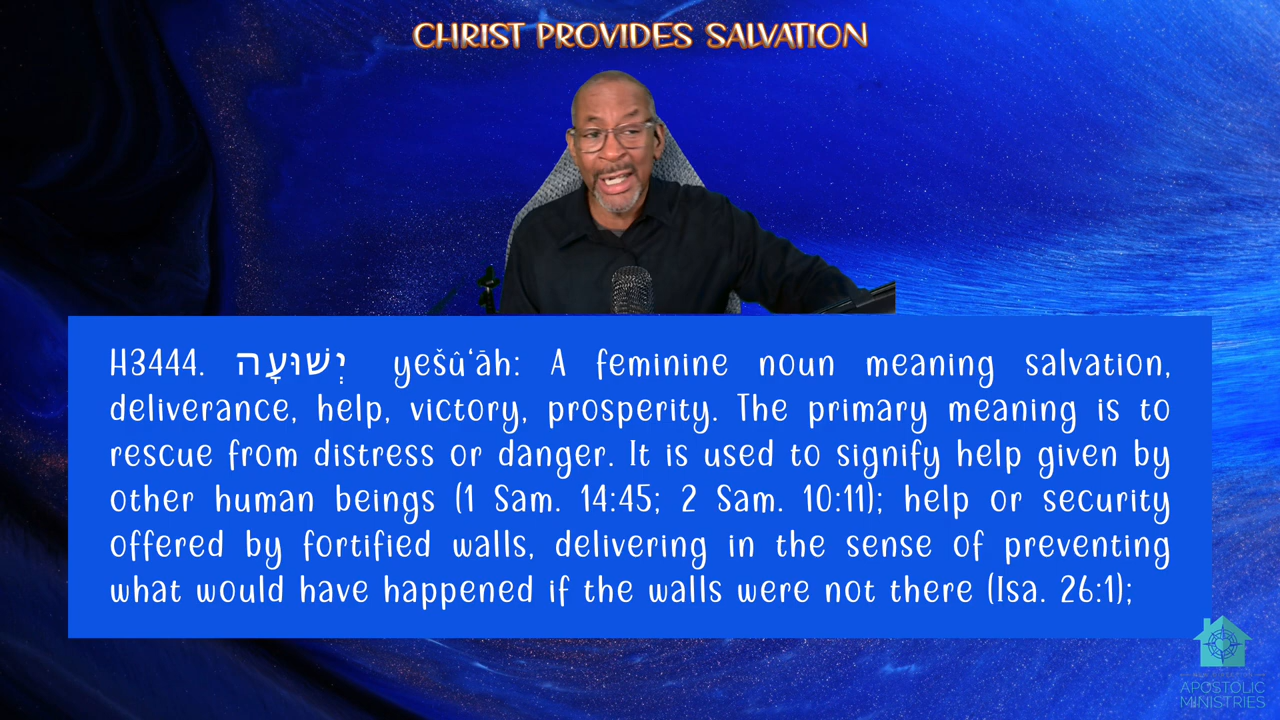 CHRIST PROVIDES SALVATION
H3444. יְשׁוּעָה yešû‘āh: A feminine noun meaning salvation,
deliverance, help, victory, prosperity. The primary meaning is to
rescue from distress or danger. It is used to signify help given by
other human beings (1 Sam. 14:45; 2 Sam. 10:11); help or security
offered by fortified walls, delivering in the sense of preventing
what would have happened if the walls were not there (Isa. 26:1);
APOSTOLIC
MINISTRIES